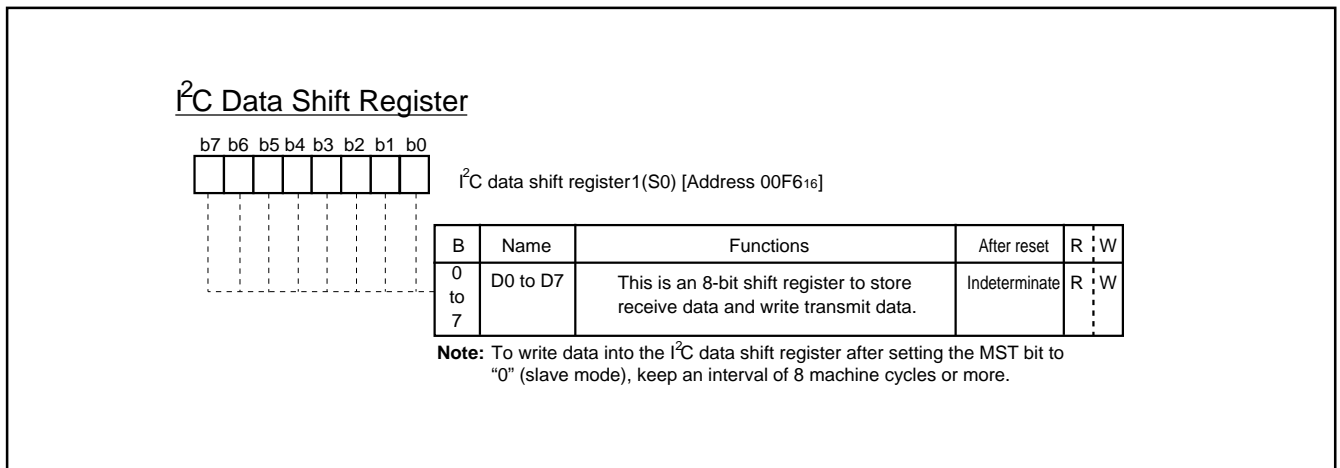 I²C Data Shift Register
b7 b6 b5 b4 b3 b2 b1 b0
I²C data shift register1(S0) [Address 00F6₁₆]
B Name Functions After reset R W
0 to 7 D0 to D7 This is an 8-bit shift register to store Indeterminate R W
receive data and write transmit data.
Note: To write data into the I²C data shift register after setting the MST bit to
“0” (slave mode), keep an interval of 8 machine cycles or more.